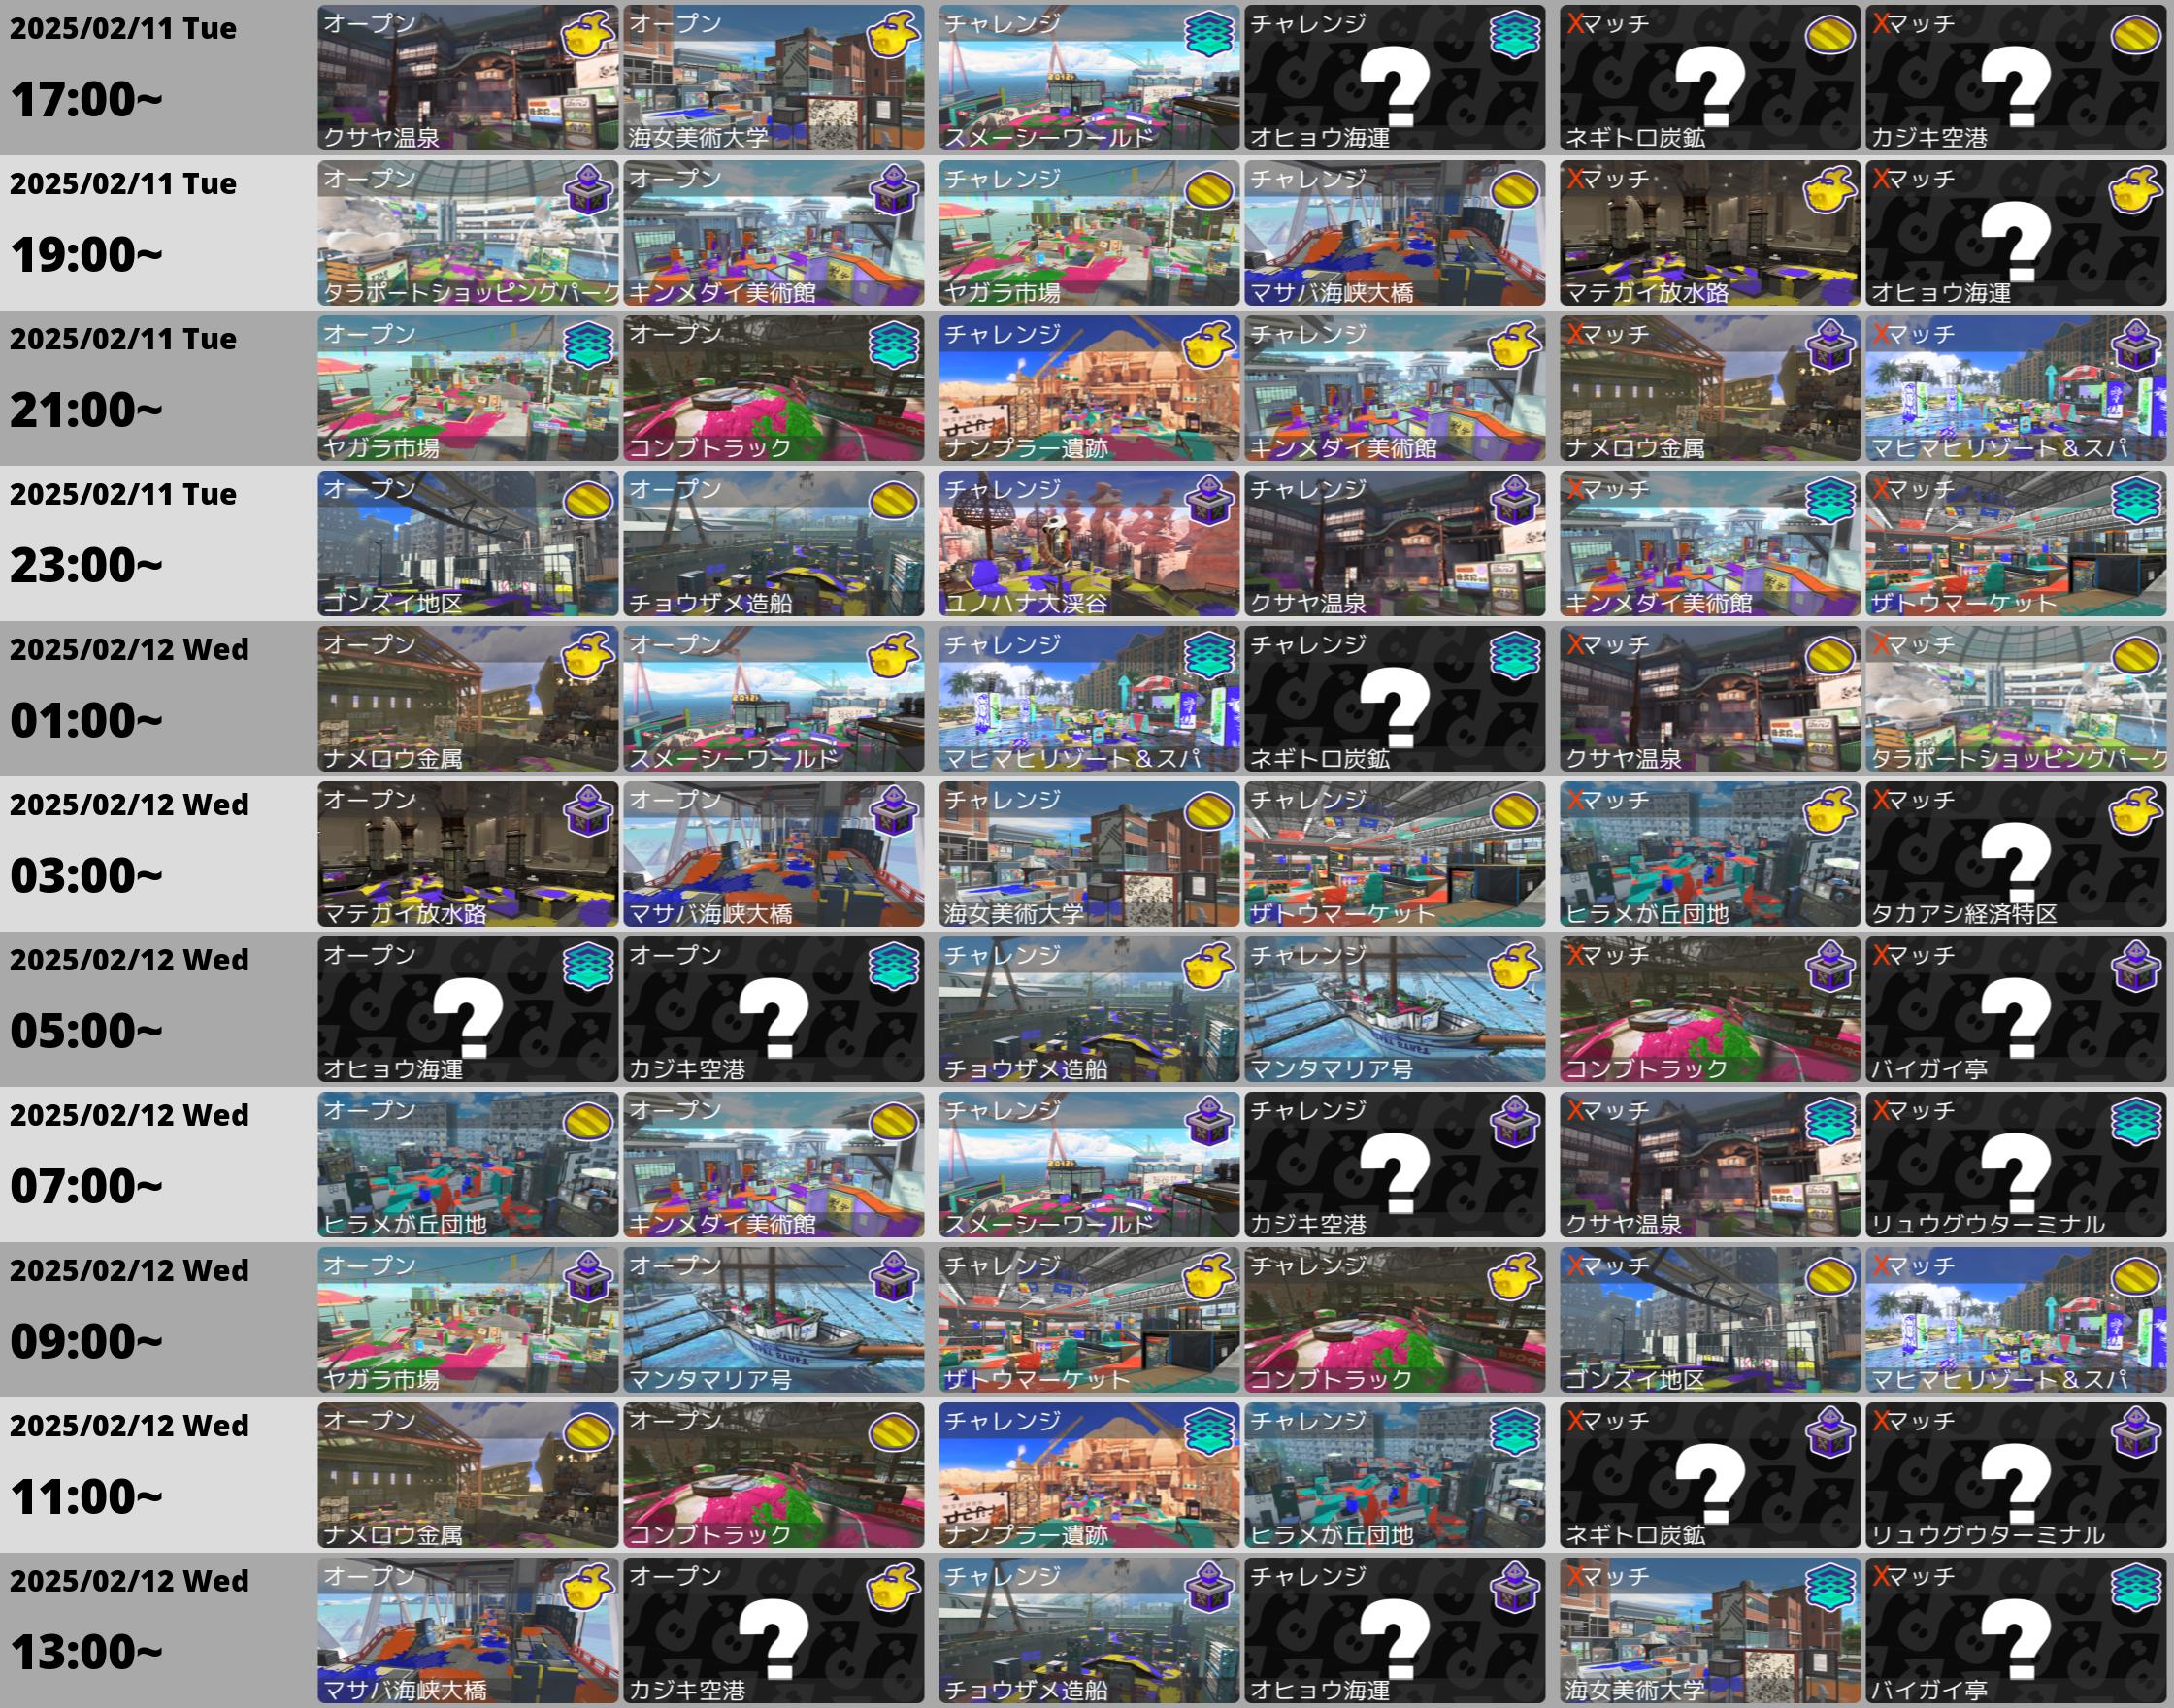 2025/02/11 Tue
17:00~
オープン
クサヤ温泉
オープン
海女美術大学
チャレンジ
スメーシーワールド
チャレンジ
オヒョウ海運
Xマッチ
ネギトロ炭鉱
Xマッチ
カジキ空港
2025/02/11 Tue
19:00~
オープン
タラポートショッピングパーク
オープン
キンメダイ美術館
チャレンジ
ヤガラ市場
チャレンジ
マサバ海峡大橋
Xマッチ
マテガイ放水路
Xマッチ
オヒョウ海運
2025/02/11 Tue
21:00~
オープン
ヤガラ市場
オープン
コンブトラック
チャレンジ
ナンプラー遺跡
チャレンジ
キンメダイ美術館
Xマッチ
ナメロウ金属
Xマッチ
マヒマヒリゾート＆スパ
2025/02/11 Tue
23:00~
オープン
ゴンズイ地区
オープン
チョウザメ造船
チャレンジ
ユノハナ大渓谷
チャレンジ
クサヤ温泉
Xマッチ
キンメダイ美術館
Xマッチ
ザトウマーケット
2025/02/12 Wed
01:00~
オープン
ナメロウ金属
オープン
スメーシーワールド
チャレンジ
マヒマヒリゾート＆スパ
チャレンジ
ネギトロ炭鉱
Xマッチ
クサヤ温泉
Xマッチ
タラポートショッピングパーク
2025/02/12 Wed
03:00~
オープン
マテガイ放水路
オープン
マサバ海峡大橋
チャレンジ
海女美術大学
チャレンジ
ザトウマーケット
Xマッチ
ヒラメが丘団地
Xマッチ
タカアシ経済特区
2025/02/12 Wed
05:00~
オープン
オヒョウ海運
オープン
カジキ空港
チャレンジ
チョウザメ造船
チャレンジ
マンタマリア号
Xマッチ
コンブトラック
Xマッチ
バイガイ亭
2025/02/12 Wed
07:00~
オープン
ヒラメが丘団地
オープン
キンメダイ美術館
チャレンジ
スメーシーワールド
チャレンジ
カジキ空港
Xマッチ
クサヤ温泉
Xマッチ
リュウグウターミナル
2025/02/12 Wed
09:00~
オープン
ヤガラ市場
オープン
マンタマリア号
チャレンジ
ザトウマーケット
チャレンジ
コンブトラック
Xマッチ
ゴンズイ地区
Xマッチ
マヒマヒリゾート＆スパ
2025/02/12 Wed
11:00~
オープン
ナメロウ金属
オープン
コンブトラック
チャレンジ
ナンプラー遺跡
チャレンジ
ヒラメが丘団地
Xマッチ
ネギトロ炭鉱
Xマッチ
リュウグウターミナル
2025/02/12 Wed
13:00~
オープン
マサバ海峡大橋
オープン
カジキ空港
チャレンジ
チョウザメ造船
チャレンジ
オヒョウ海運
Xマッチ
海女美術大学
Xマッチ
バイガイ亭